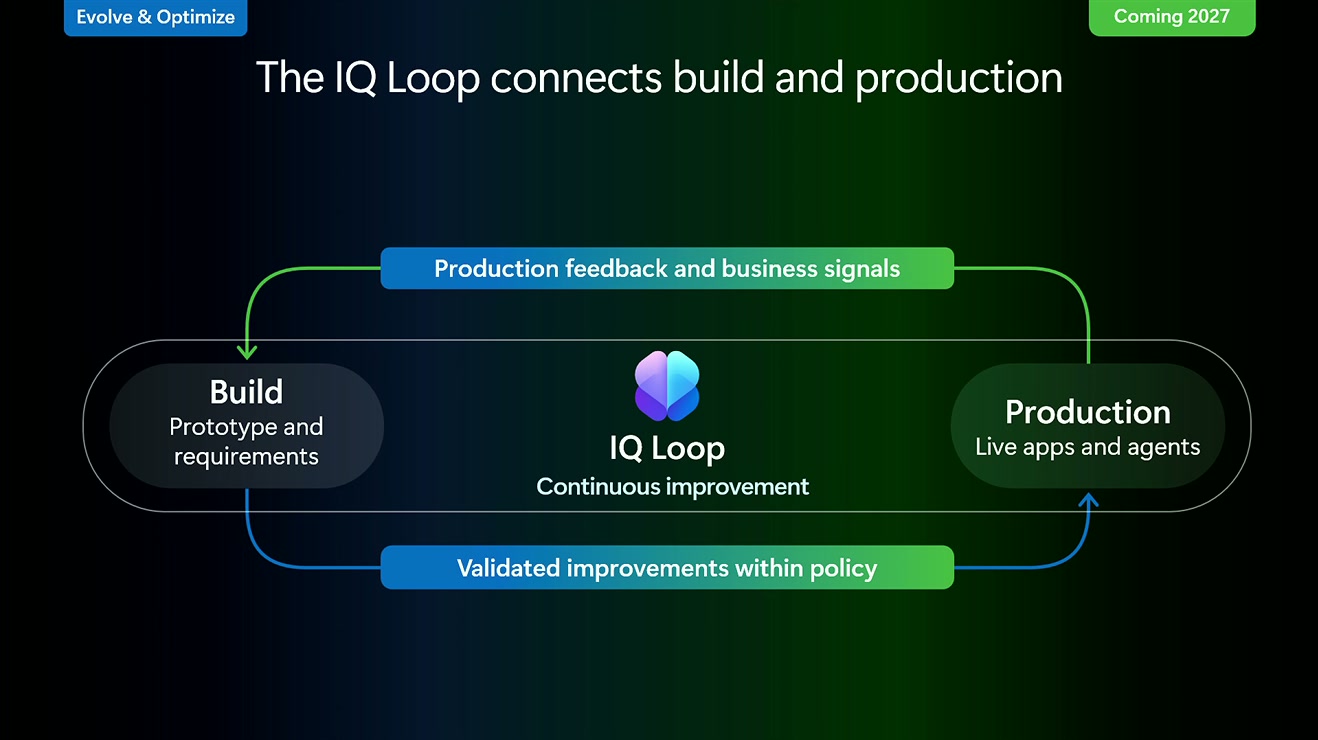 Evolve & Optimize
Coming 2027
The IQ Loop connects build and production
Production feedback and business signals
Build
Prototype and
requirements
IQ Loop
Continuous improvement
Production
Live apps and agents
Validated improvements within policy